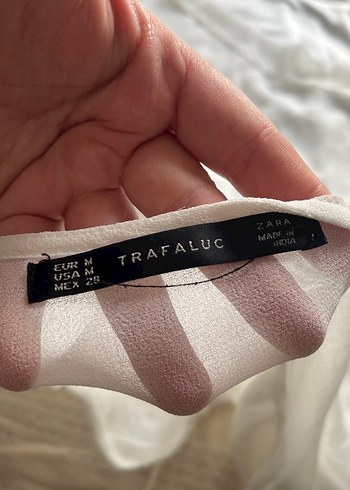 EUR M
USA M
MEX 28
TRAFALUC
ZARA
MADE IN
INDIA